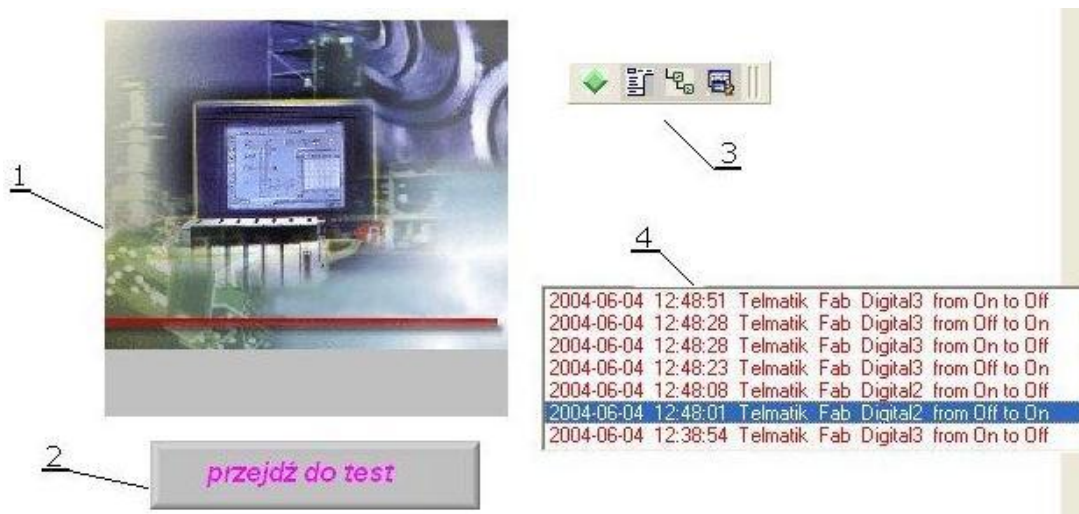 1
3
4
2004-06-04 12:48:51 Telmatik Fab Digital3 from On to Off
2004-06-04 12:48:28 Telmatik Fab Digital3 from Off to On
2004-06-04 12:48:28 Telmatik Fab Digital3 from On to Off
2004-06-04 12:48:23 Telmatik Fab Digital3 from On to Off
2004-06-04 12:48:08 Telmatik Fab Digital2 from On to Off
2004-06-04 12:48:01 Telmatik Fab Digital2 from Off to On
2004-06-04 12:38:54 Telmatik Fab Digital3 from On to Off
2
przejdź do test